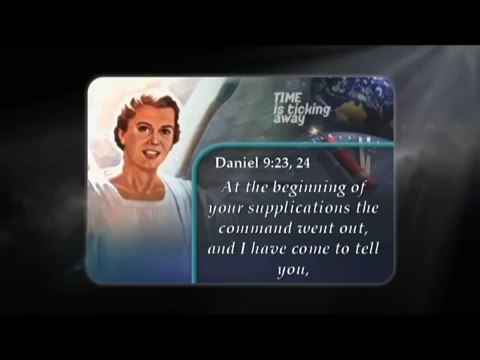 TIME
is ticking
away
Daniel 9:23, 24
At the beginning of
your supplications the
command went out,
and I have come to tell
you,